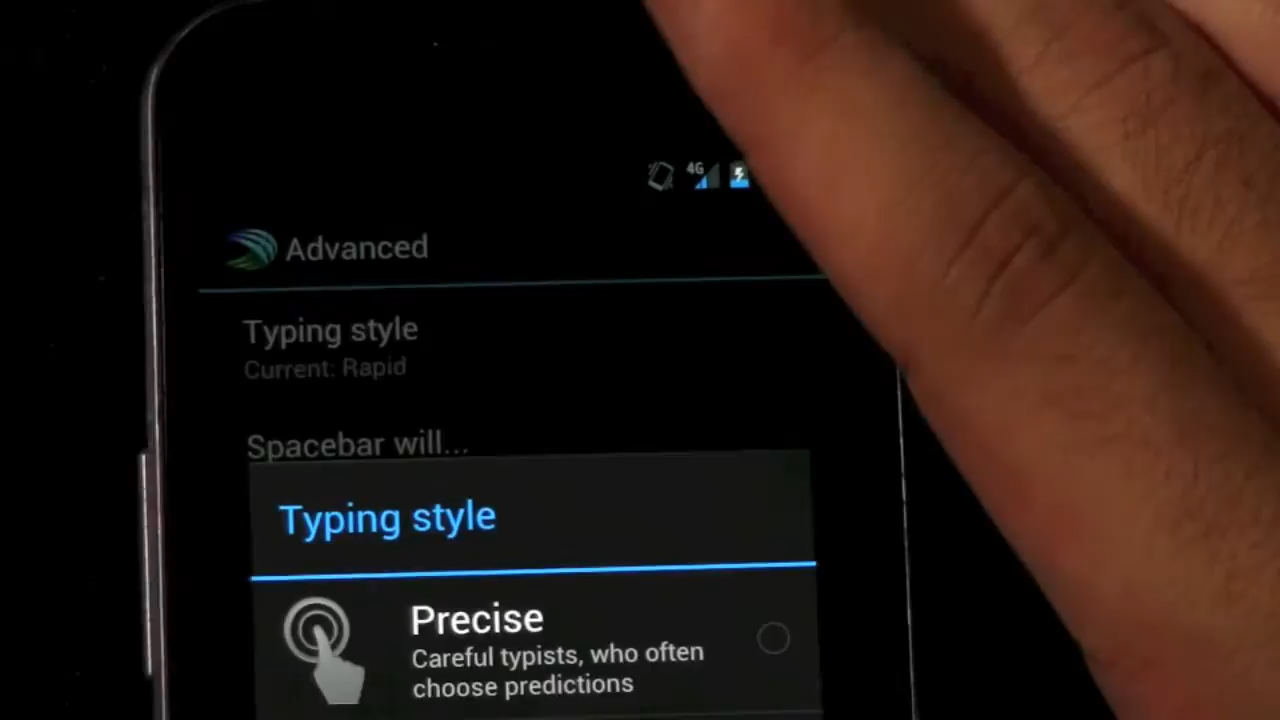 4G
Advanced
Typing style
Current: Rapid
Spacebar will...
Typing style
Precise
Careful typists, who often
choose predictions